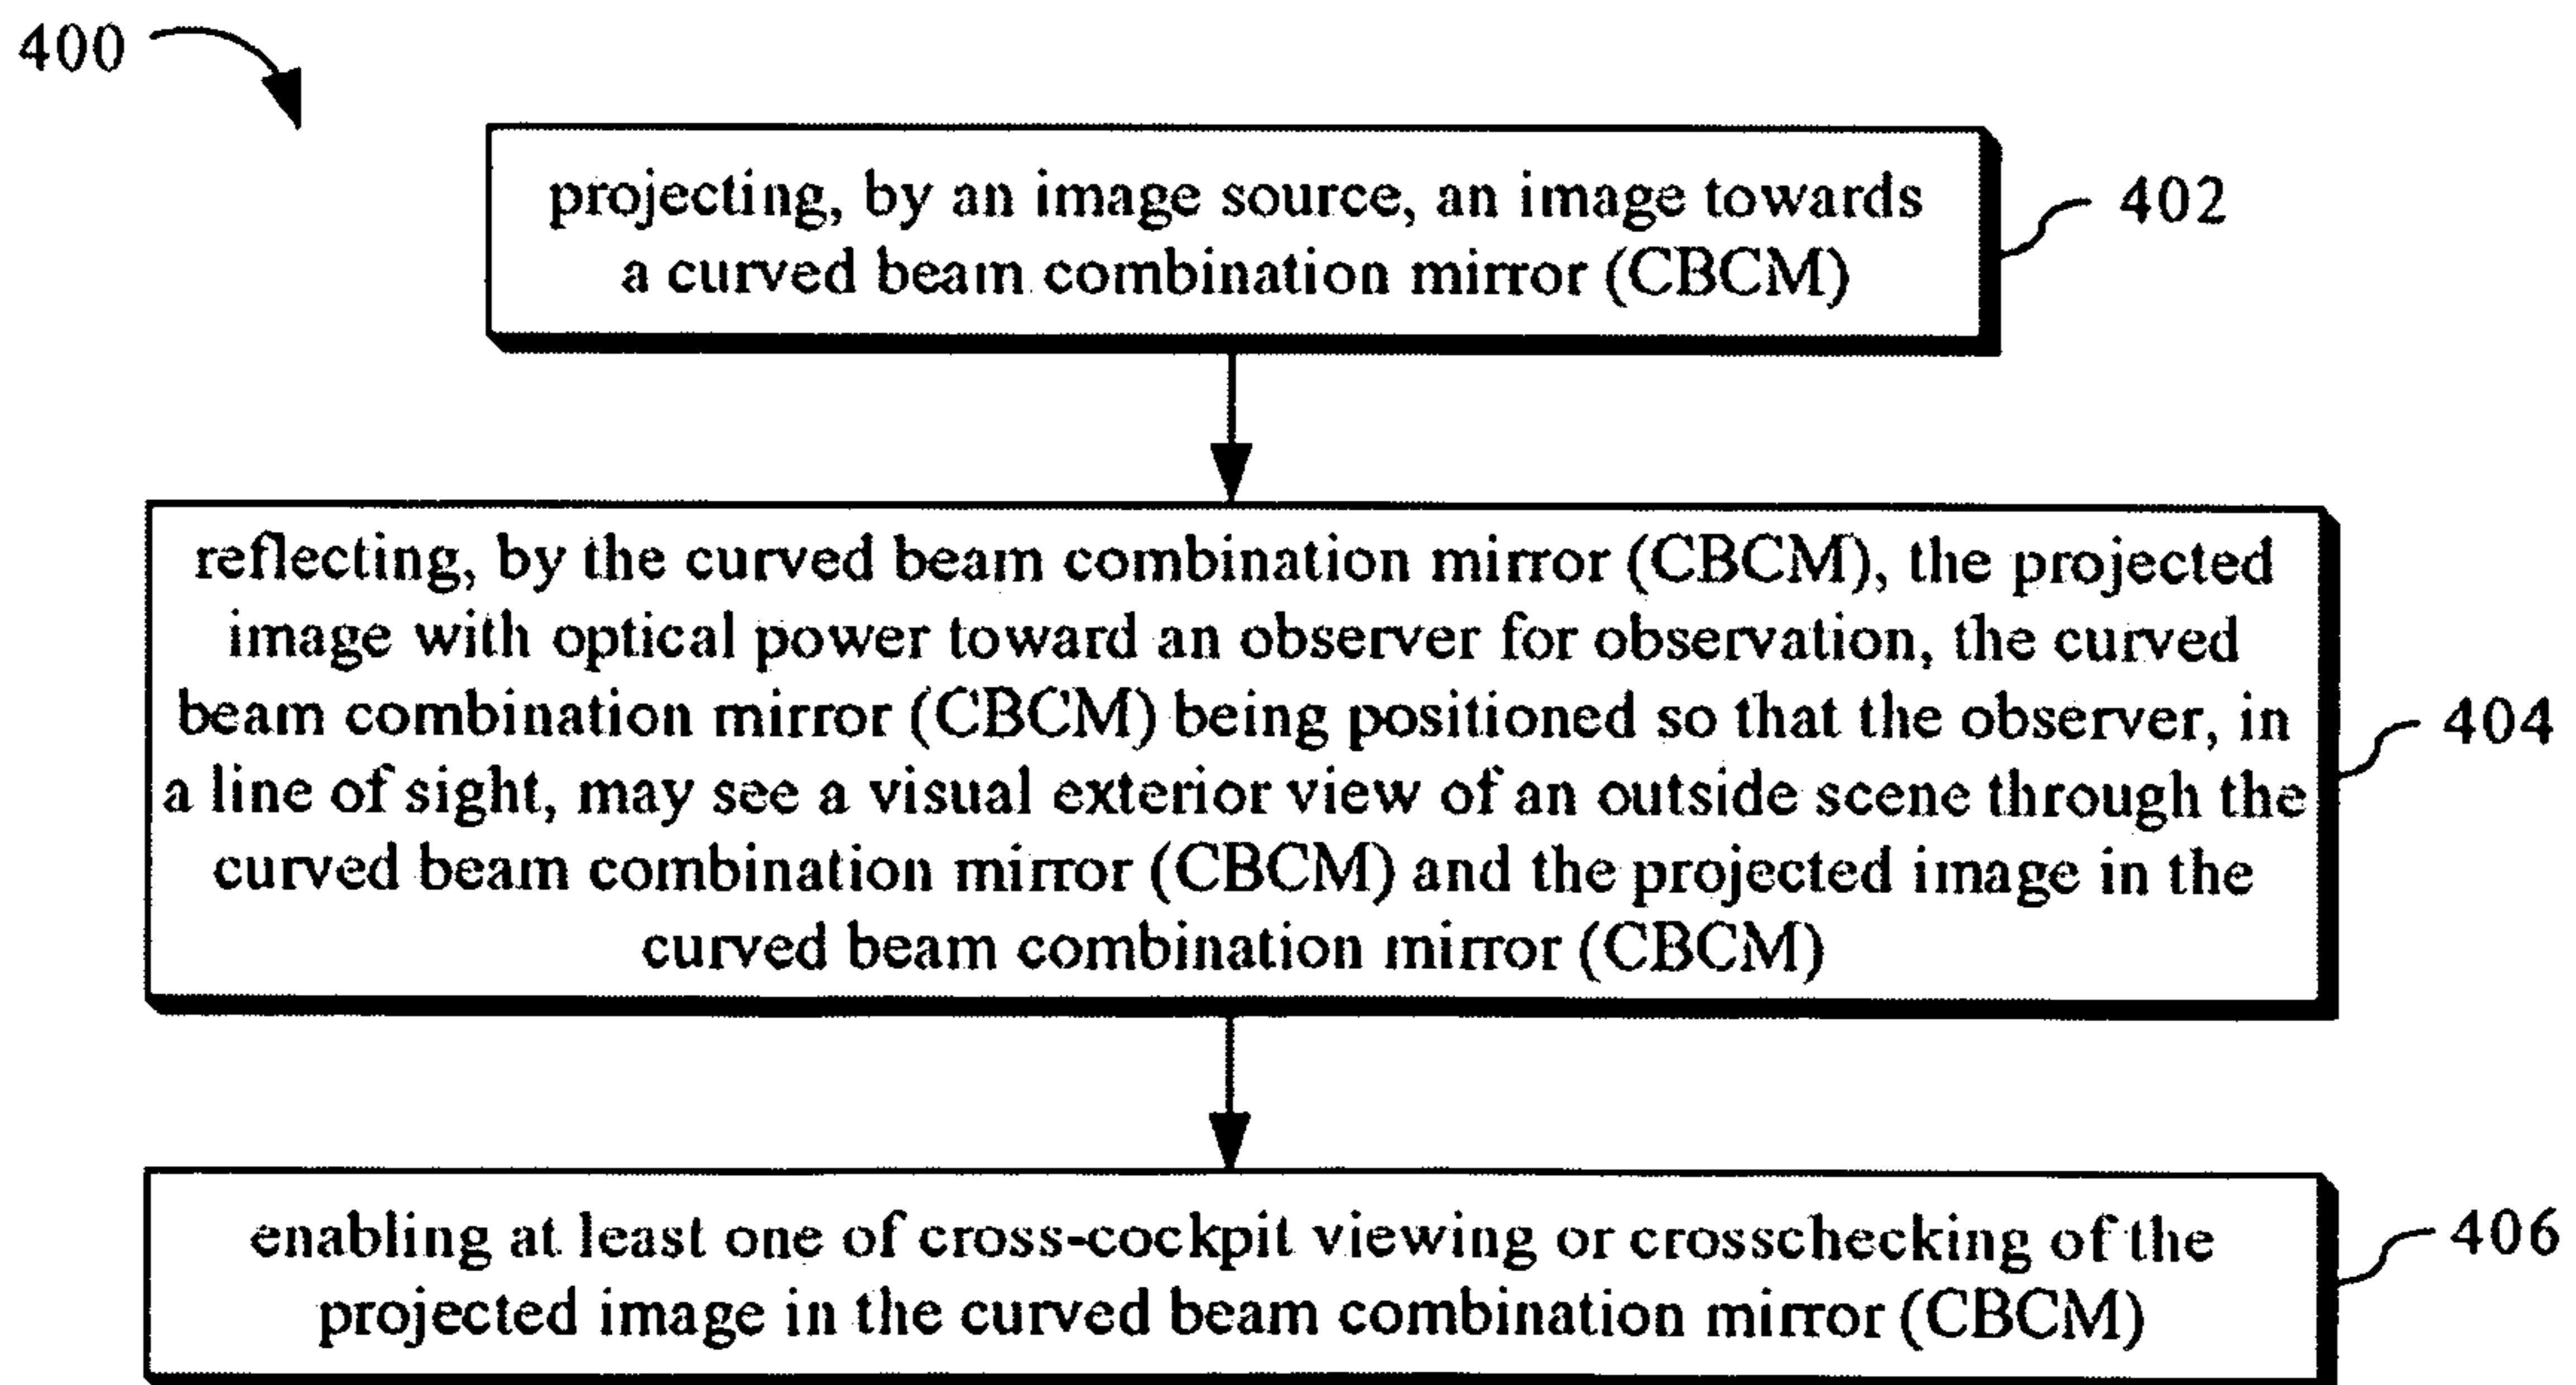 400
projecting, by an image source, an image towards
a curved beam combination mirror (CBCM)
402
reflecting, by the curved beam combination mirror (CBCM), the projected
image with optical power toward an observer for observation, the curved
beam combination mirror (CBCM) being positioned so that the observer, in
a line of sight, may see a visual exterior view of an outside scene through the
curved beam combination mirror (CBCM) and the projected image in the
curved beam combination mirror (CBCM)
404
enabling at least one of cross-cockpit viewing or crosschecking of the
projected image in the curved beam combination mirror (CBCM)
406